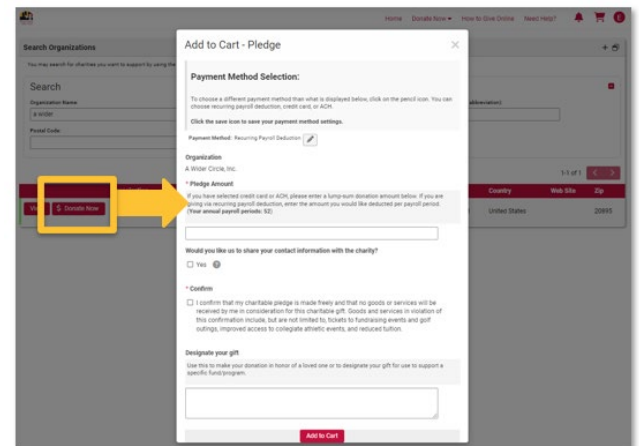 Home Donate Now How to Give Online Need Help?
Search Organizations
You may search for charities you want to support by using the
Search
Organization Name
a wider
abbreviation)
Postal Code
1-1 of 1
Country Web Site Zip
$ Donate Now
United States 20895
Add to Cart - Pledge
Payment Method Selection:
To choose a different payment method than what is displayed below, click on the pencil icon. You can
choose recurring payroll deduction, credit card, or ACH.
Click the save icon to save your payment method settings.
Payment Method: Recurring Payroll Deduction
Organization
A Wider Circle, Inc.
* Pledge Amount
If you have selected credit card or ACH, please enter a lump-sum donation amount below. If you are
giving via recurring payroll deduction, enter the amount you would like deducted per payroll period.
(Your annual payroll periods: 52)
Would you like us to share your contact information with the charity?
Yes
* Confirm
I confirm that my charitable pledge is made freely and that no goods or services will be
received by me in consideration for this charitable gift. Goods and services in violation of
this confirmation include, but are not limited to, tickets to fundraising events and golf
outings, improved access to collegiate athletic events, and reduced tuition.
Designate your gift
Use this to make your donation in honor of a loved one or to designate your gift for use to support a
specific fund/program.
Add to Cart